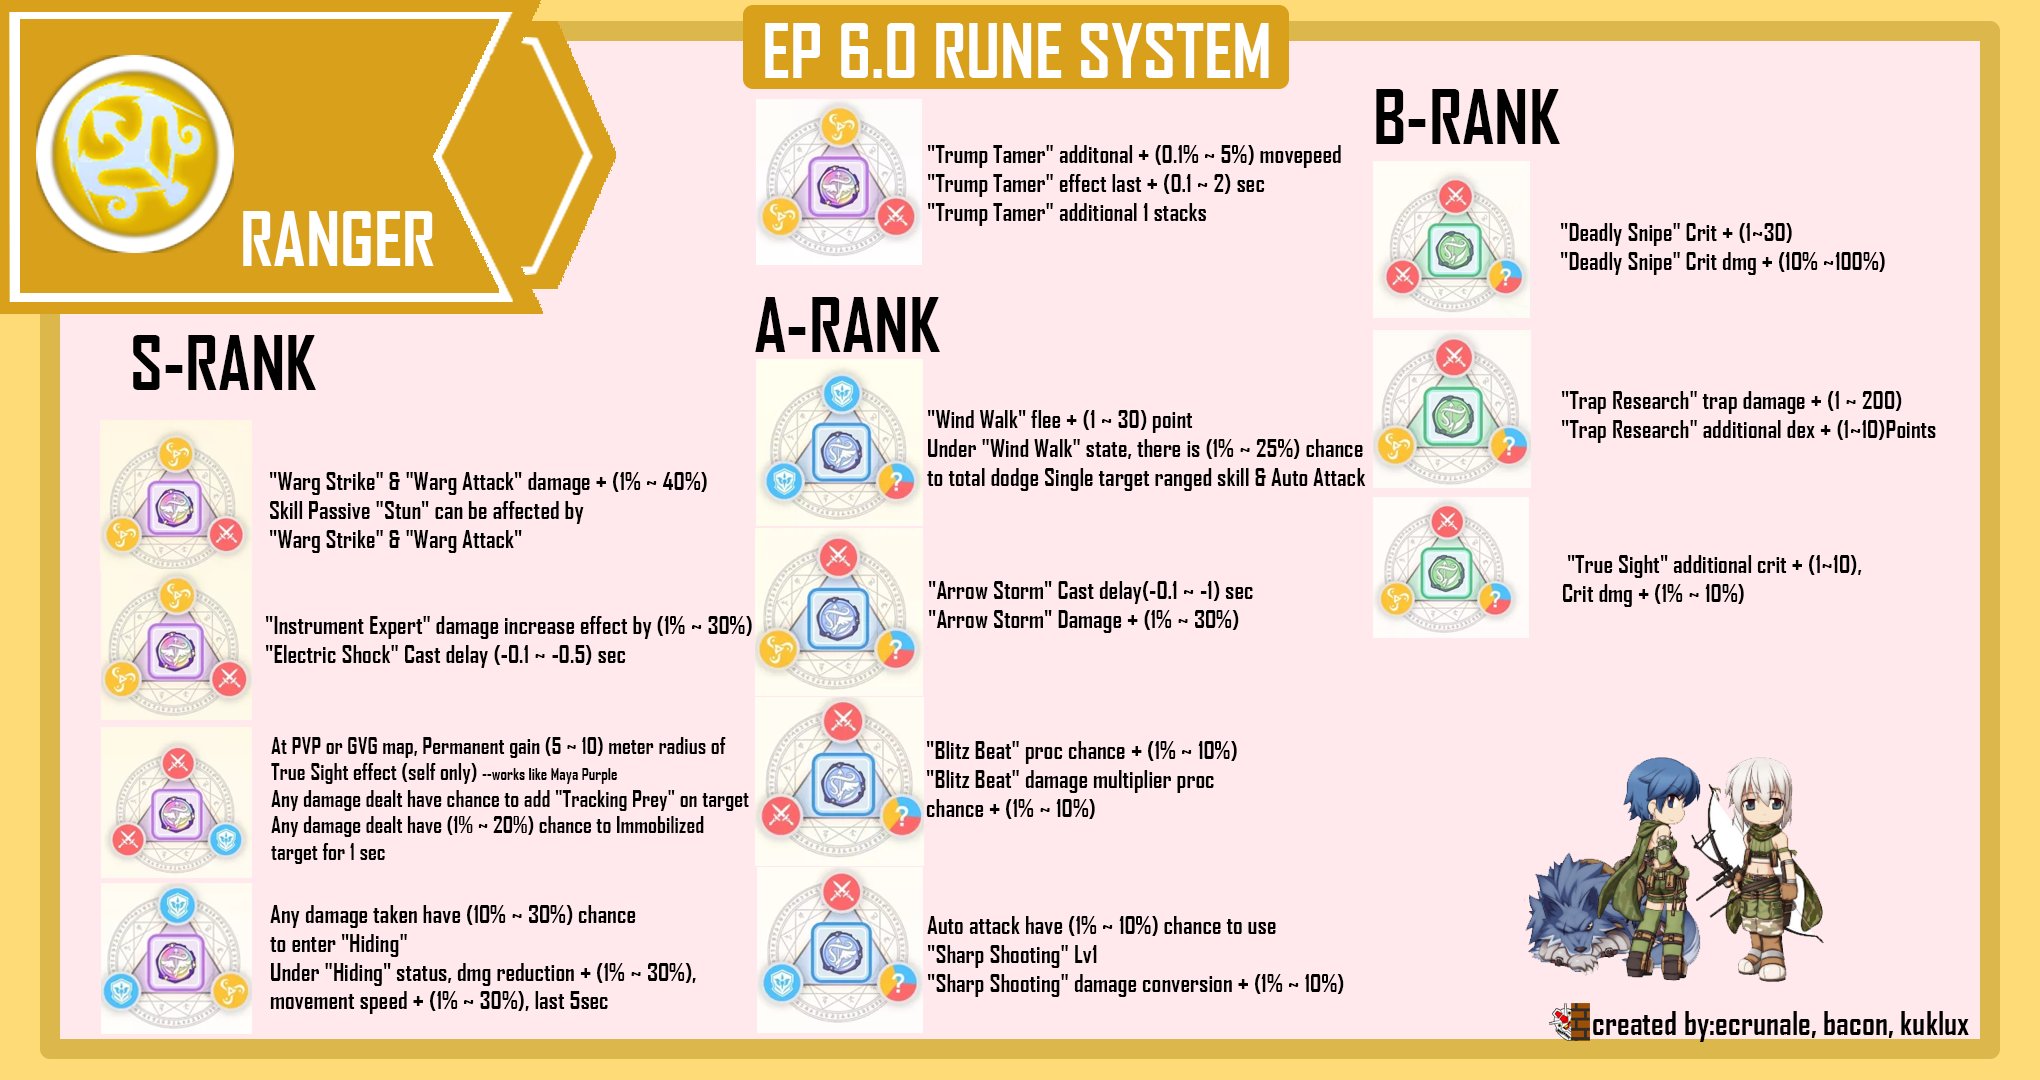 EP 6.0 RUNE SYSTEM
RANGER
S-RANK
"Warg Strike" & "Warg Attack" damage + (1% ~ 40%)
Skill Passive "Stun" can be affected by
"Warg Strike" & "Warg Attack"
"Instrument Expert" damage increase effect by (1% ~ 30%)
"Electric Shock" Cast delay (-0.1 ~ -0.5) sec
At PVP or GVG map, Permanent gain (5 ~ 10) meter radius of
True Sight effect (self only) --works like Maya Purple
Any damage dealt have chance to add "Tracking Prey" on target
Any damage dealt have (1% ~ 20%) chance to Immobilized
target for 1 sec
Any damage taken have (10% ~ 30%) chance
to enter "Hiding"
Under "Hiding" status, dmg reduction + (1% ~ 30%),
movement speed + (1% ~ 30%), last 5sec
"Trump Tamer" additonal + (0.1% ~ 5%) movepeed
"Trump Tamer" effect last + (0.1 ~ 2) sec
"Trump Tamer" additional 1 stacks
A-RANK
"Wind Walk" flee + (1 ~ 30) point
Under "Wind Walk" state, there is (1% ~ 25%) chance
to total dodge Single target ranged skill & Auto Attack
?
"Arrow Storm" Cast delay(-0.1 ~ -1) sec
"Arrow Storm" Damage + (1% ~ 30%)
?
"Blitz Beat" proc chance + (1% ~ 10%)
"Blitz Beat" damage multiplier proc
chance + (1% ~ 10%)
?
Auto attack have (1% ~ 10%) chance to use
"Sharp Shooting" Lv1
"Sharp Shooting" damage conversion + (1% ~ 10%)
?
B-RANK
"Deadly Snipe" Crit + (1~30)
"Deadly Snipe" Crit dmg + (10% ~100%)
?
"Trap Research" trap damage + (1 ~ 200)
"Trap Research" additional dex + (1~10)Points
?
"True Sight" additional crit + (1~10),
Crit dmg + (1% ~ 10%)
?
created by:ecrunale, bacon, kuklux